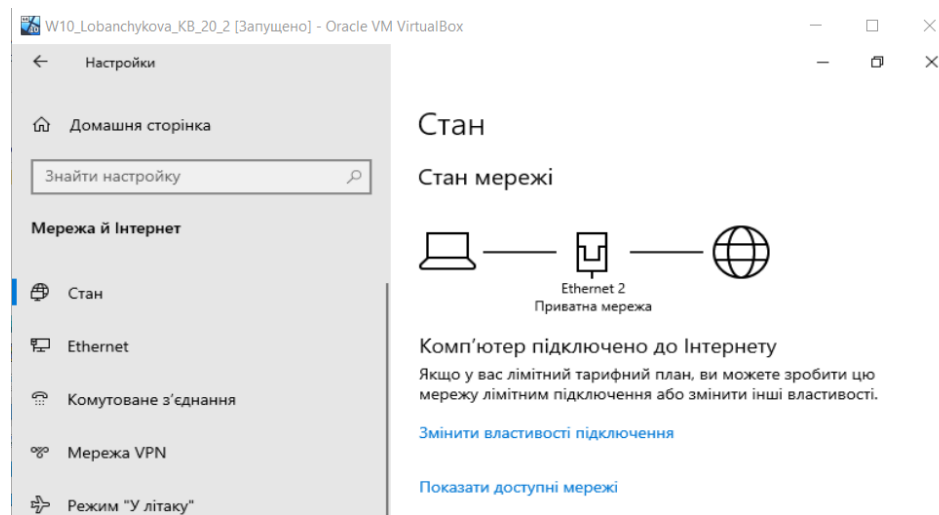 W10_Lobanchykova_KB_20_2 [Запущено] - Oracle VM VirtualBox
Настройки
Домашня сторінка
Знайти настройку
Мережа й Інтернет
Стан
Ethernet
Комутоване з’єднання
Мережа VPN
Режим "У літаку"
Стан
Стан мережі
Ethernet 2
Приватна мережа
Комп’ютер підключено до Інтернету
Якщо у вас лімітний тарифний план, ви можете зробити цю
мережу лімітним підключення або змінити інші властивості.
Змінити властивості підключення
Показати доступні мережі